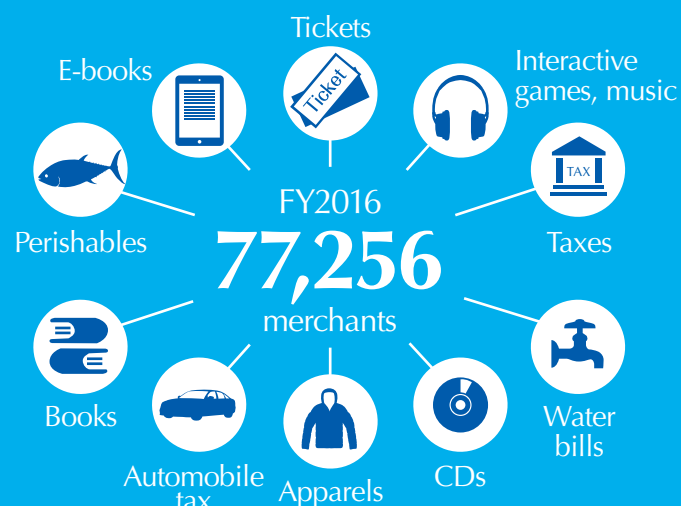 Tickets
E-books
Ticket
Interactive
games, music
TAX
FY2016
77,256
merchants
Perishables
Taxes
Books
Water
bills
Automobile
tax
Apparels
CDs